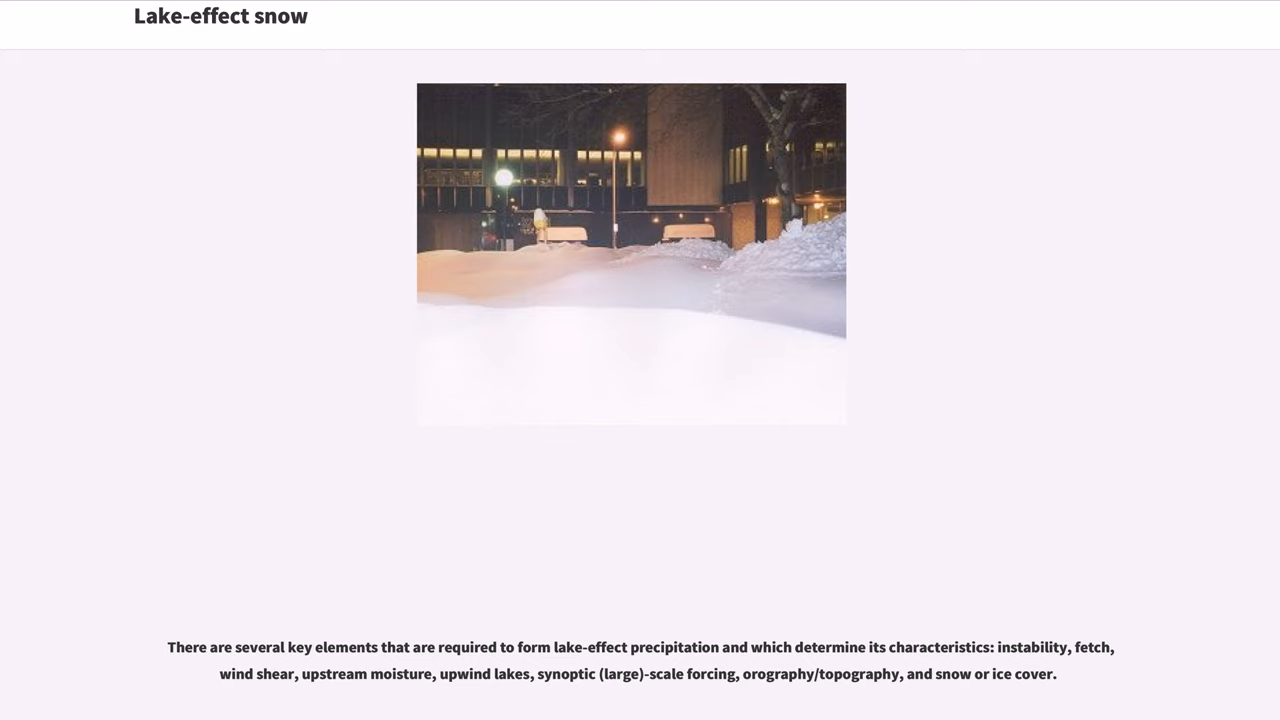 Lake-effect snow
There are several key elements that are required to form lake-effect precipitation and which determine its characteristics: instability, fetch,
wind shear, upstream moisture, upwind lakes, synoptic (large)-scale forcing, orography/topography, and snow or ice cover.